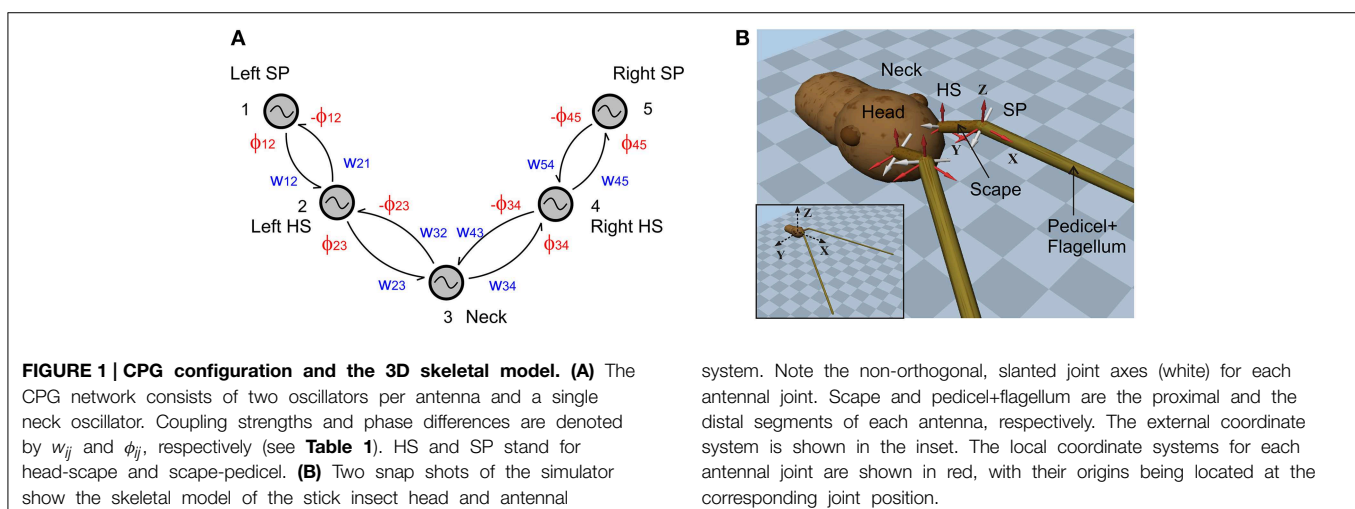 A
Left SP
1
-ϕ12
ϕ12
w21
w12
2
Left HS
-ϕ23
ϕ23
w32
w23
3 Neck
Right SP
5
-ϕ45
ϕ45
w54
w45
4
Right HS
-ϕ34
ϕ34
w43
w34
B
Neck
HS
Z
SP
Head
Y
X
Scape
Pedicel+
Flagellum
Z
Y
X
FIGURE 1 | CPG configuration and the 3D skeletal model. (A) The
CPG network consists of two oscillators per antenna and a single
neck oscillator. Coupling strengths and phase differences are denoted
by wij and ϕij, respectively (see Table 1). HS and SP stand for
head-scape and scape-pedicel. (B) Two snap shots of the simulator
show the skeletal model of the stick insect head and antennal
system. Note the non-orthogonal, slanted joint axes (white) for each
antennal joint. Scape and pedicel+flagellum are the proximal and the
distal segments of each antenna, respectively. The external coordinate
system is shown in the inset. The local coordinate systems for each
antennal joint are shown in red, with their origins being located at the
corresponding joint position.